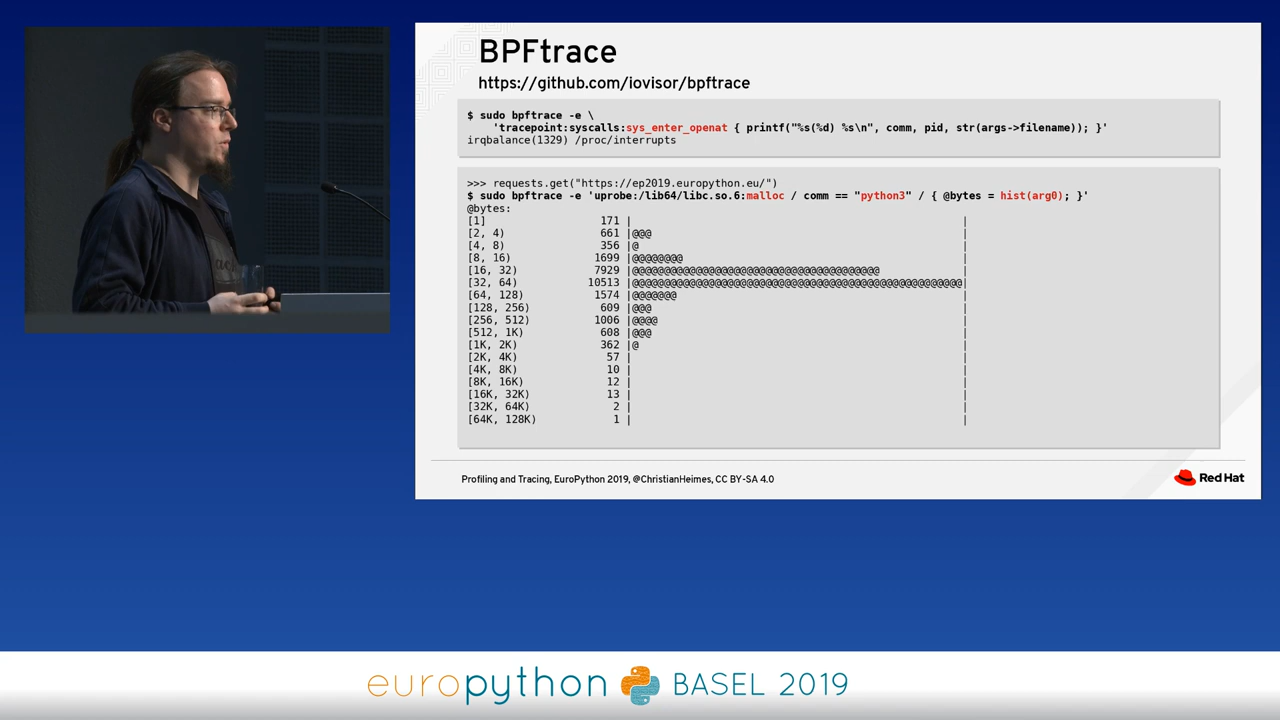 BPFtrace
https://github.com/iovisor/bpftrace
$ sudo bpftrace -e \
'tracepoint:syscalls:sys_enter_openat { printf("%s(%d) %s\n", comm, pid, str(args->filename)); }'
irqbalance(1329) /proc/interrupts
>>> requests.get("https://ep2019.europython.eu/")
$ sudo bpftrace -e 'uprobe:/lib64/libc.so.6:malloc / comm == "python3" / { @bytes = hist(arg0); }'
@bytes:
[1] 171 | |
[2, 4) 661 |@@@ |
[4, 8) 356 |@ |
[8, 16) 1699 |@@@@@@@@ |
[16, 32) 7929 |@@@@@@@@@@@@@@@@@@@@@@@@@@@@@@@@@@@@@@@ |
[32, 64) 10513 |@@@@@@@@@@@@@@@@@@@@@@@@@@@@@@@@@@@@@@@@@@@@@@@@@@@@|
[64, 128) 1574 |@@@@@@@ |
[128, 256) 609 |@@@ |
[256, 512) 1006 |@@@@ |
[512, 1K) 608 |@@@ |
[1K, 2K) 362 |@ |
[2K, 4K) 57 | |
[4K, 8K) 10 | |
[8K, 16K) 12 | |
[16K, 32K) 13 | |
[32K, 64K) 2 | |
[64K, 128K) 1 | |
Profiling and Tracing, EuroPython 2019, @ChristianHeimes, CC BY-SA 4.0
Red Hat
europython BASEL 2019